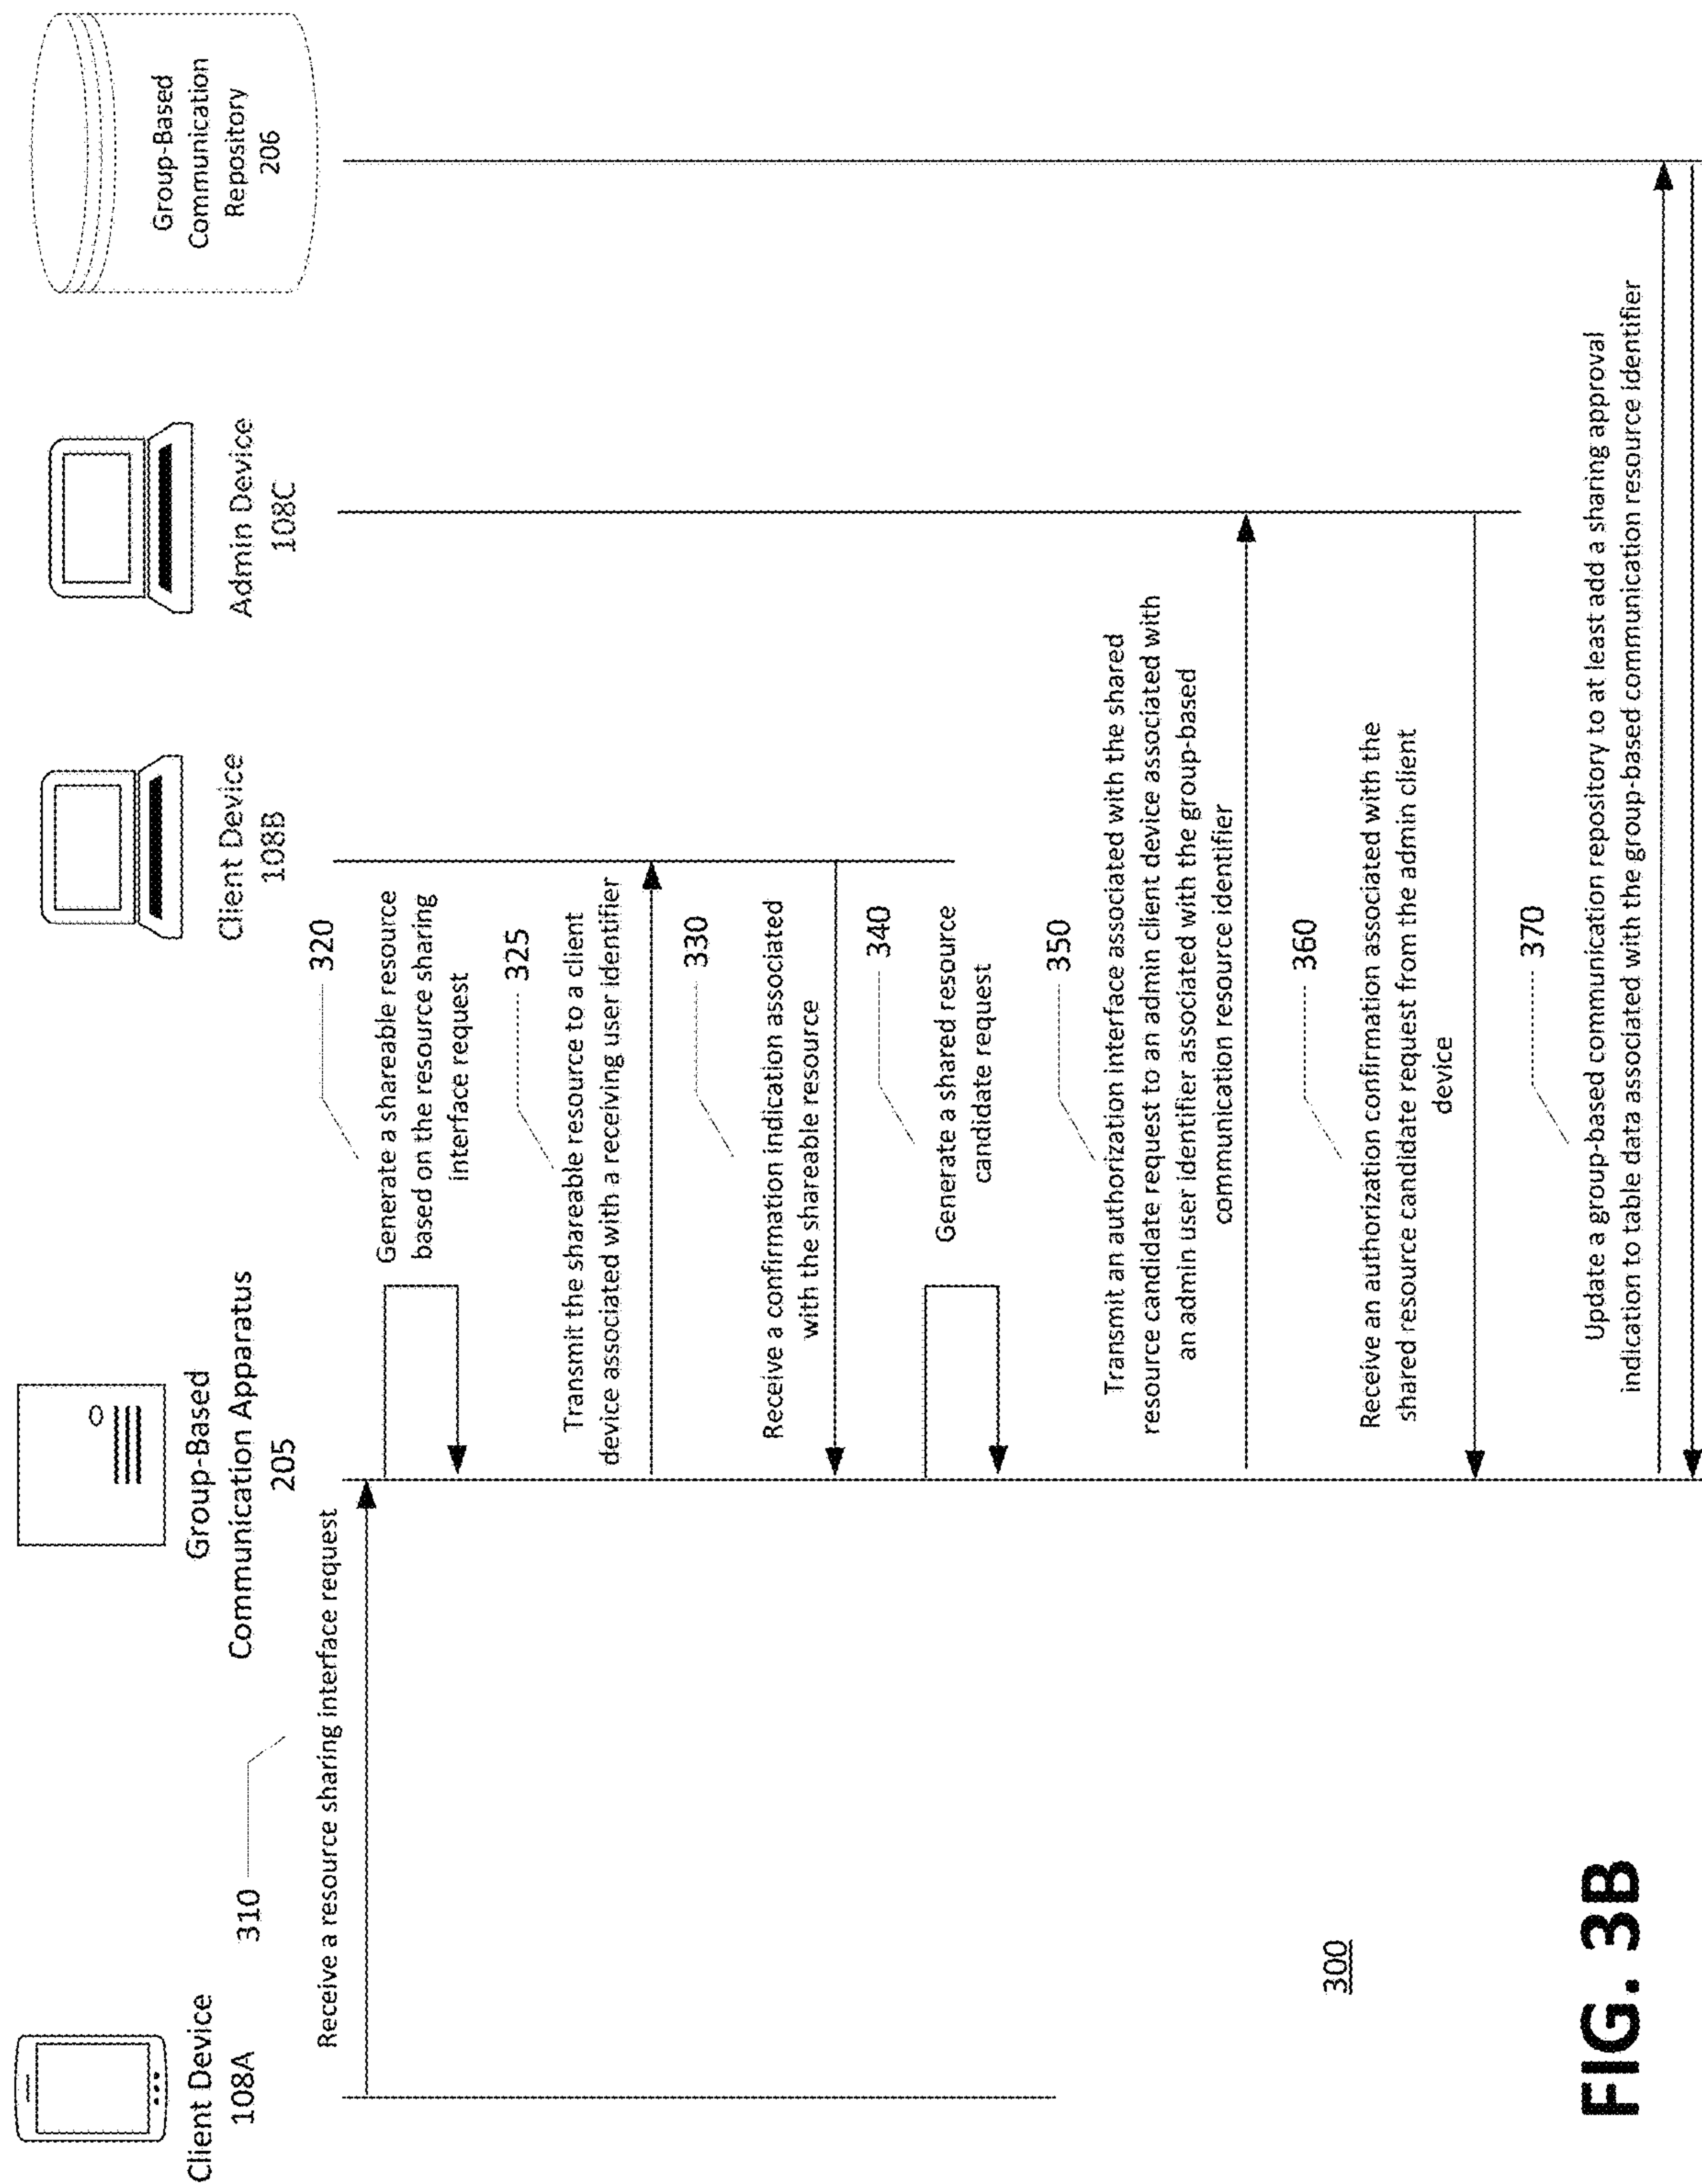 Client Device
108A
Group-Based
Communication Apparatus
205
Client Device
108B
Admin Device
108C
Group-Based
Communication
Repository
206
310
Receive a resource sharing interface request
320
Generate a shareable resource
based on the resource sharing
interface request
325
Transmit the shareable resource to a client
device associated with a receiving user identifier
330
Receive a confirmation indication associated
with the shareable resource
340
Generate a shared resource
candidate request
350
Transmit an authorization interface associated with the shared
resource candidate request to an admin client device associated with
an admin user identifier associated with the group-based
communication resource identifier
360
Receive an authorization confirmation associated with the
shared resource candidate request from the admin client
device
370
Update a group-based communication repository to at least add a sharing approval
indication to table data associated with the group-based communication resource identifier
300
FIG. 3B